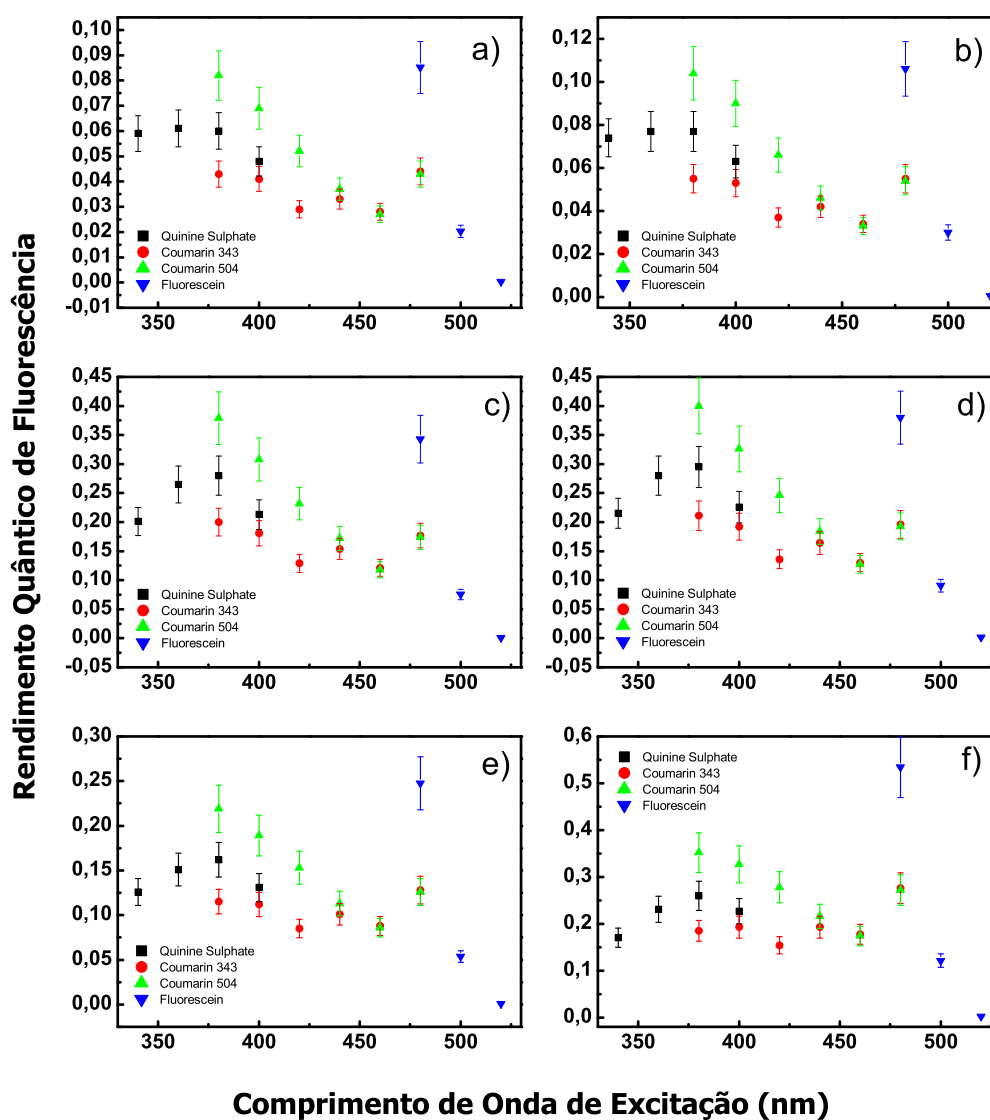 Rendimento Quântico de Fluorescência
a)
0,10
0,09
0,08
0,07
0,06
0,05
0,04
0,03
0,02
0,01
0,00
-0,01
Quinine Sulphate
Coumarin 343
Coumarin 504
Fluorescein
350 400 450 500
b)
0,12
0,10
0,08
0,06
0,04
0,02
0,00
Quinine Sulphate
Coumarin 343
Coumarin 504
Fluorescein
350 400 450 500
c)
0,45
0,40
0,35
0,30
0,25
0,20
0,15
0,10
0,05
0,00
-0,05
Quinine Sulphate
Coumarin 343
Coumarin 504
Fluorescein
350 400 450 500
d)
0,45
0,40
0,35
0,30
0,25
0,20
0,15
0,10
0,05
0,00
-0,05
Quinine Sulphate
Coumarin 343
Coumarin 504
Fluorescein
350 400 450 500
e)
0,30
0,25
0,20
0,15
0,10
0,05
0,00
Quinine Sulphate
Coumarin 343
Coumarin 504
Fluorescein
350 400 450 500
f)
0,6
0,5
0,4
0,3
0,2
0,1
0,0
Quinine Sulphate
Coumarin 343
Coumarin 504
Fluorescein
350 400 450 500
Comprimento de Onda de Excitação (nm)